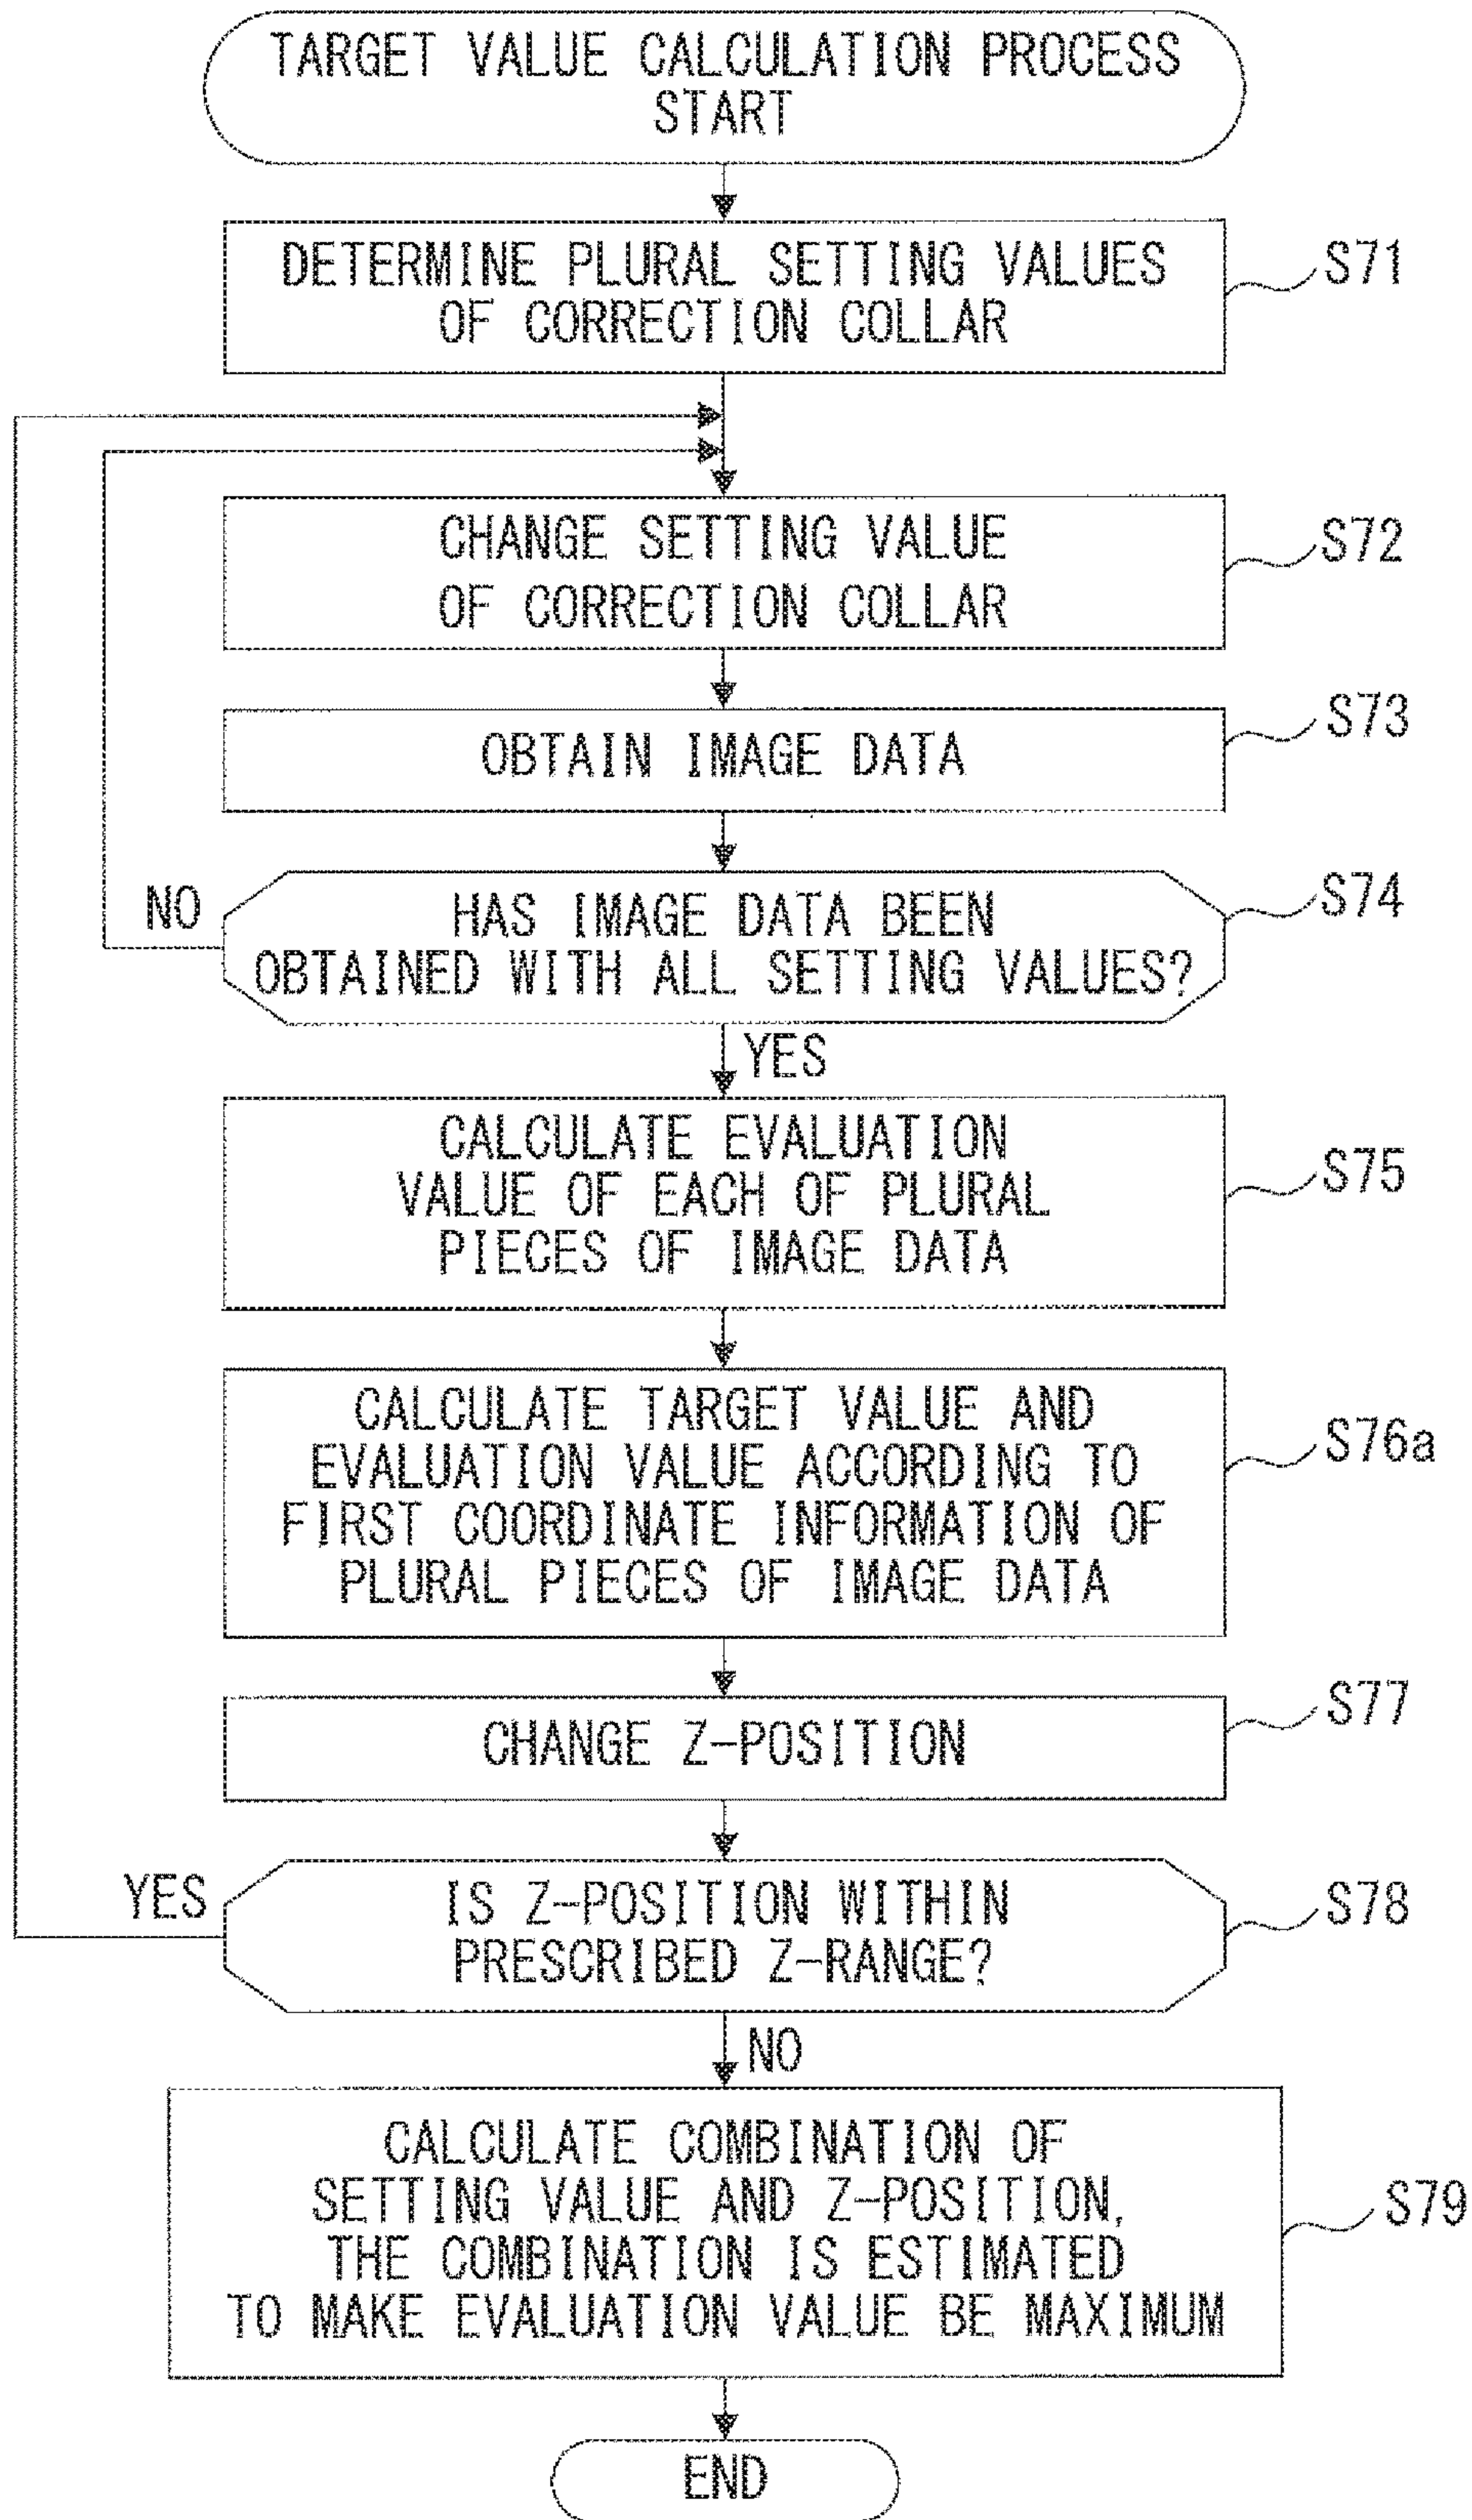 TARGET VALUE CALCULATION PROCESS
START
DETERMINE PLURAL SETTING VALUES
OF CORRECTION COLLAR
S71
CHANGE SETTING VALUE
OF CORRECTION COLLAR
S72
OBTAIN IMAGE DATA
S73
HAS IMAGE DATA BEEN
OBTAINED WITH ALL SETTING VALUES?
S74
NO
YES
CALCULATE EVALUATION
VALUE OF EACH OF PLURAL
PIECES OF IMAGE DATA
S75
CALCULATE TARGET VALUE AND
EVALUATION VALUE ACCORDING TO
FIRST COORDINATE INFORMATION OF
PLURAL PIECES OF IMAGE DATA
S76a
CHANGE Z-POSITION
S77
IS Z-POSITION WITHIN
PRESCRIBED Z-RANGE?
S78
YES
NO
CALCULATE COMBINATION OF
SETTING VALUE AND Z-POSITION,
THE COMBINATION IS ESTIMATED
TO MAKE EVALUATION VALUE BE MAXIMUM
S79
END